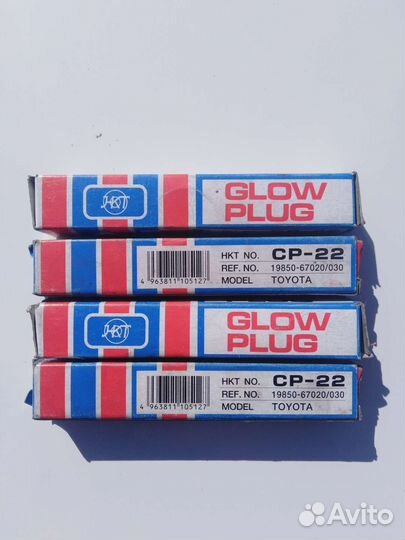 HKT
GLOW
PLUG
HKT NO. CP-22
REF. NO. 19850-67020/030
MODEL TOYOTA
4 963811 105127
HKT
GLOW
PLUG
HKT NO. CP-22
REF. NO. 19850-67020/030
MODEL TOYOTA
4 963811 105127
Avito